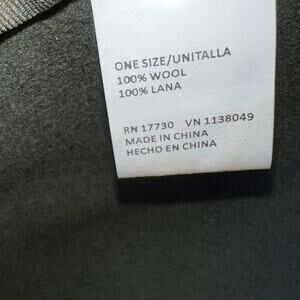 ONE SIZE/UNITALLA
100% WOOL
100% LANA
RN 17730 VN 1138049
MADE IN CHINA
HECHO EN CHINA